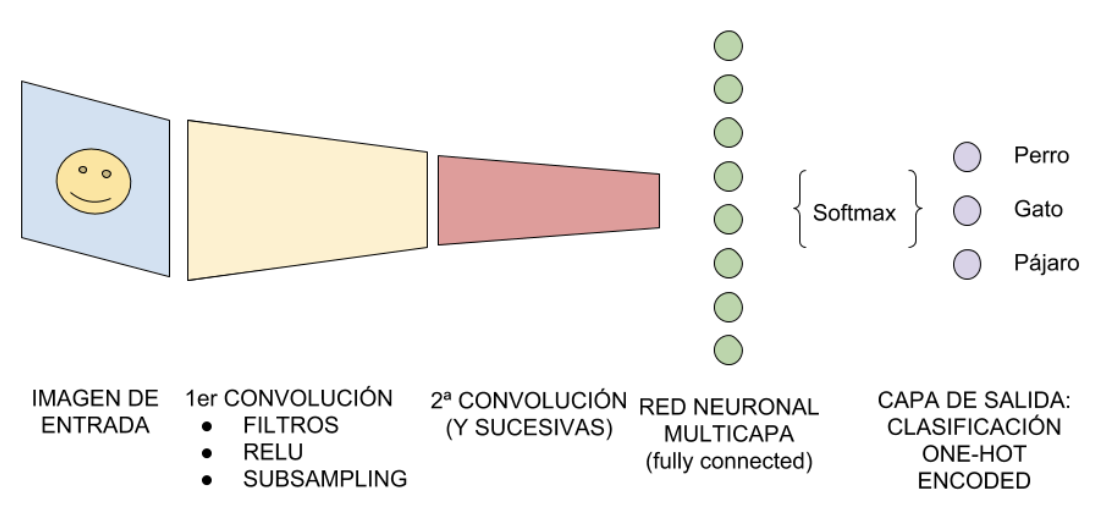 Perro
Softmax
Gato
Pájaro
IMAGEN DE
ENTRADA
1er CONVOLUCIÓN
● FILTROS
● RELU
● SUBSAMPLING
2ª CONVOLUCIÓN
(Y SUCESIVAS)
RED NEURONAL
MULTICAPA
(fully connected)
CAPA DE SALIDA:
CLASIFICACIÓN
ONE-HOT
ENCODED